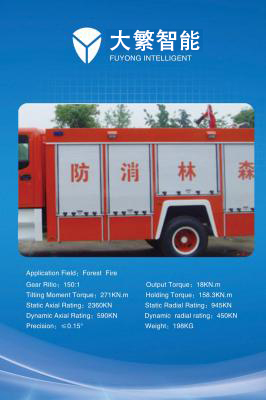 大繁智能
FUYONG INTELLIGENT
防 消 林 森
Application Field: Forest Fire
Gear Ritio: 150:1 Output Torque: 18KN.m
Tilting Moment Torque: 271KN.m Holding Torque: 158.3KN.m
Static Axial Rating: 2360KN Static Radial Rating: 945KN
Dynamic Axial Rating: 590KN Dynamic radial rating: 450KN
Precision: ≤0.15° Weight: 198KG